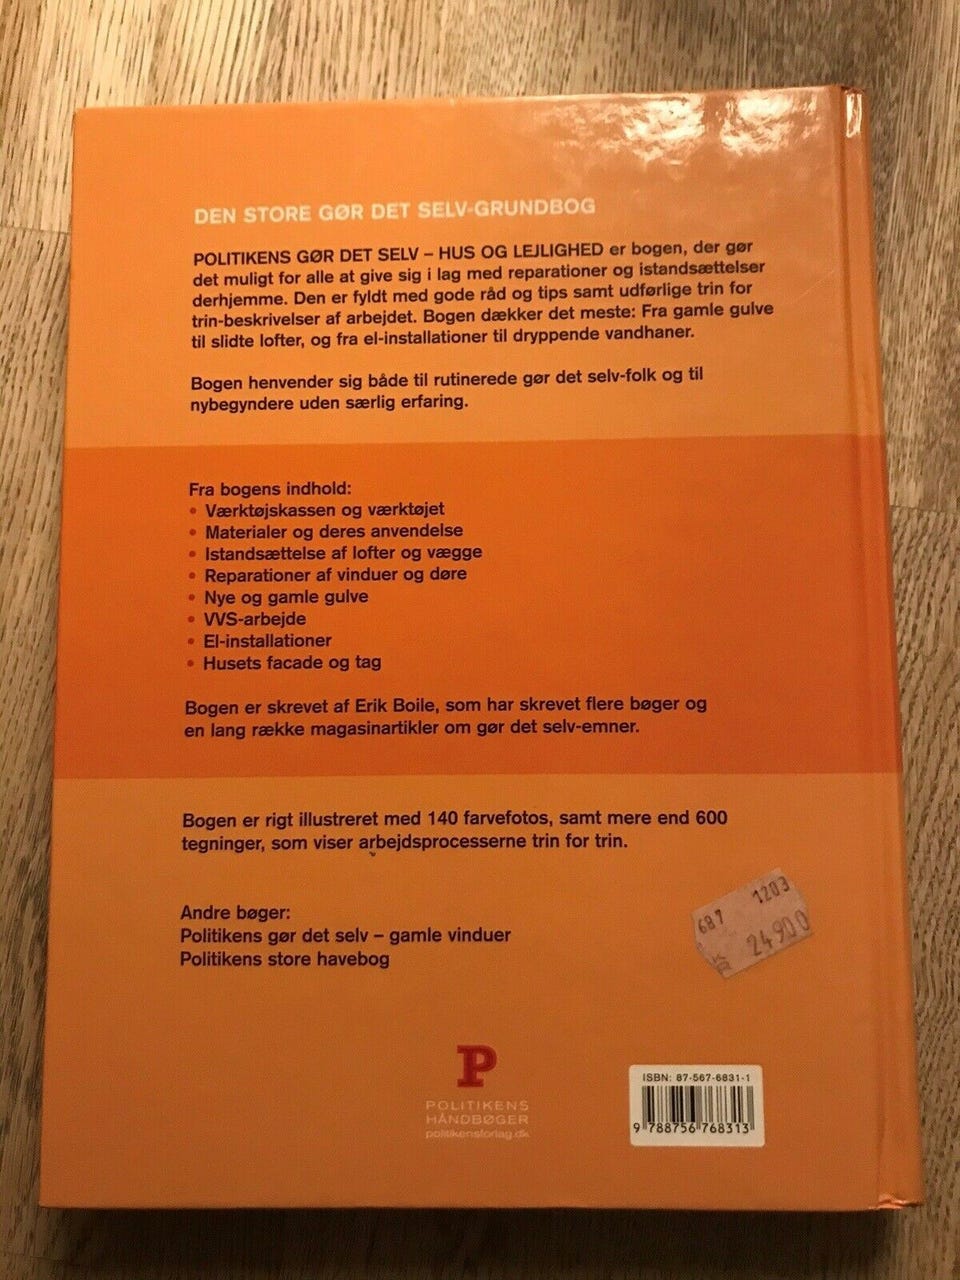 DEN STORE GØR DET SELV-GRUNDBOG
POLITIKENS GØR DET SELV – HUS OG LEJLIGHED er bogen, der gør
det muligt for alle at give sig i lag med reparationer og istandsættelser
derhjemme. Den er fyldt med gode råd og tips samt udførlige trin for
trin-beskrivelser af arbejdet. Bogen dækker det meste: Fra gamle gulve
til slidte lofter, og fra el-installationer til dryppende vandhaner.
Bogen henvender sig både til rutinerede gør det selv-folk og til
nybegyndere uden særlig erfaring.
Fra bogens indhold:
• Værktøjskassen og værktøjet
• Materialer og deres anvendelse
• Istandsættelse af lofter og vægge
• Reparationer af vinduer og døre
• Nye og gamle gulve
• VVS-arbejde
• El-installationer
• Husets facade og tag
Bogen er skrevet af Erik Boile, som har skrevet flere bøger og
en lang række magasinartikler om gør det selv-emner.
Bogen er rigt illustreret med 140 farvefotos, samt mere end 600
tegninger, som viser arbejdsprocesserne trin for trin.
687 1203
KR 24900
Andre bøger:
Politikens gør det selv – gamle vinduer
Politikens store havebog
P
POLITIKENS
HÅNDBØGER
politikensforlag.dk
ISBN: 87-567-6831-1
9 788756 768313